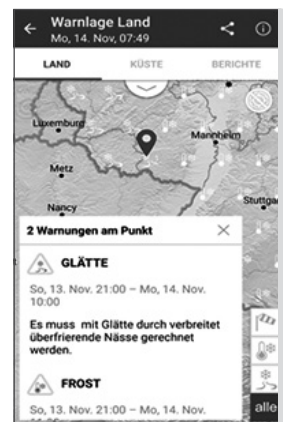 Warnlage Land
Mo, 14. Nov, 07:49
LAND KÜSTE BERICHTE
Luxemburg
Mannheim
Metz
Nancy
Stuttga
2 Warnungen am Punkt
GLÄTTE
So, 13. Nov. 21:00 – Mo, 14. Nov.
10:00
Es muss mit Glätte durch verbreitet
überfrierende Nässe gerechnet
werden.
FROST
So, 13. Nov. 21:00 – Mo, 14. Nov.
alle